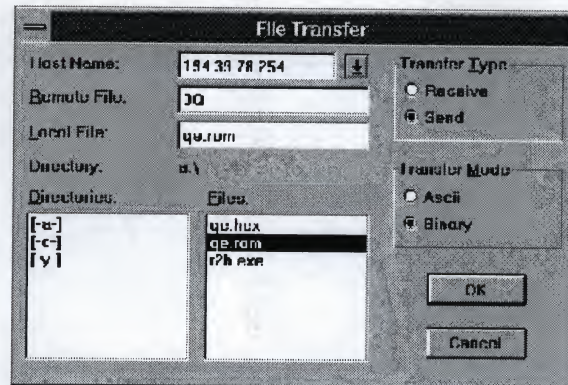 File Transfer
Host Name:
194.39.78.254
Remote File:
Local File:
qe.rom
Directory:
a:\
Directories:
[-a-]
[-c-]
Files:
qe.hex
qe.rom
r2h.exe
Transfer Type
Receive
Send
Transfer Mode
Ascii
Binary
OK
Cancel